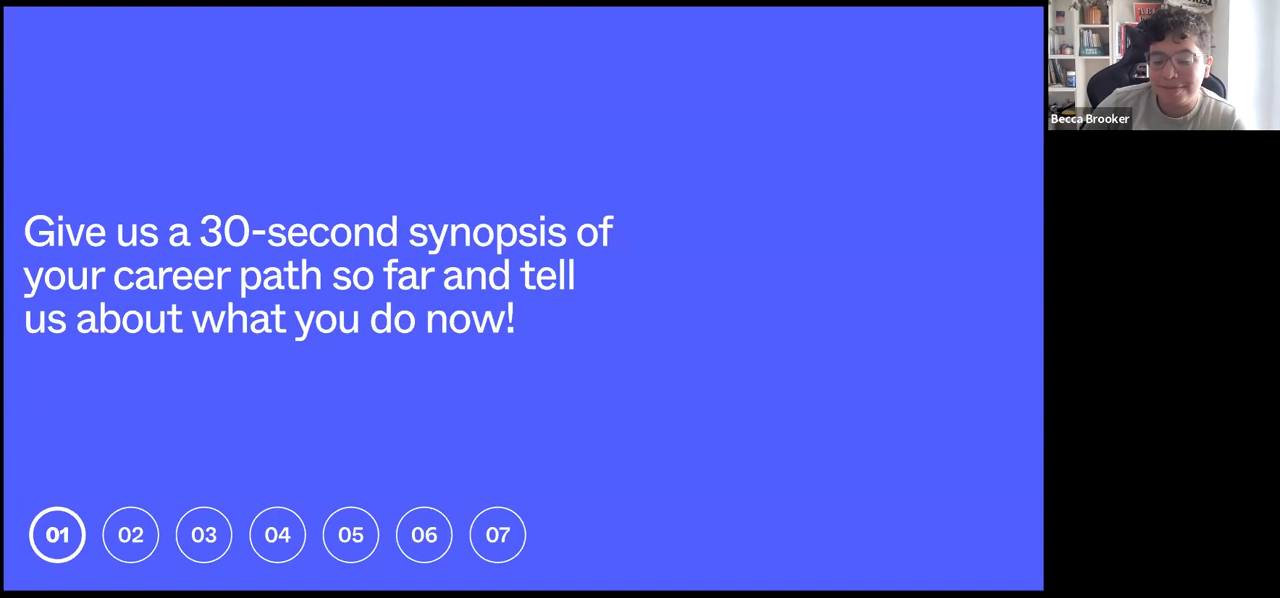 Give us a 30-second synopsis of
your career path so far and tell
us about what you do now!
01 02 03 04 05 06 07
Becca Brooker